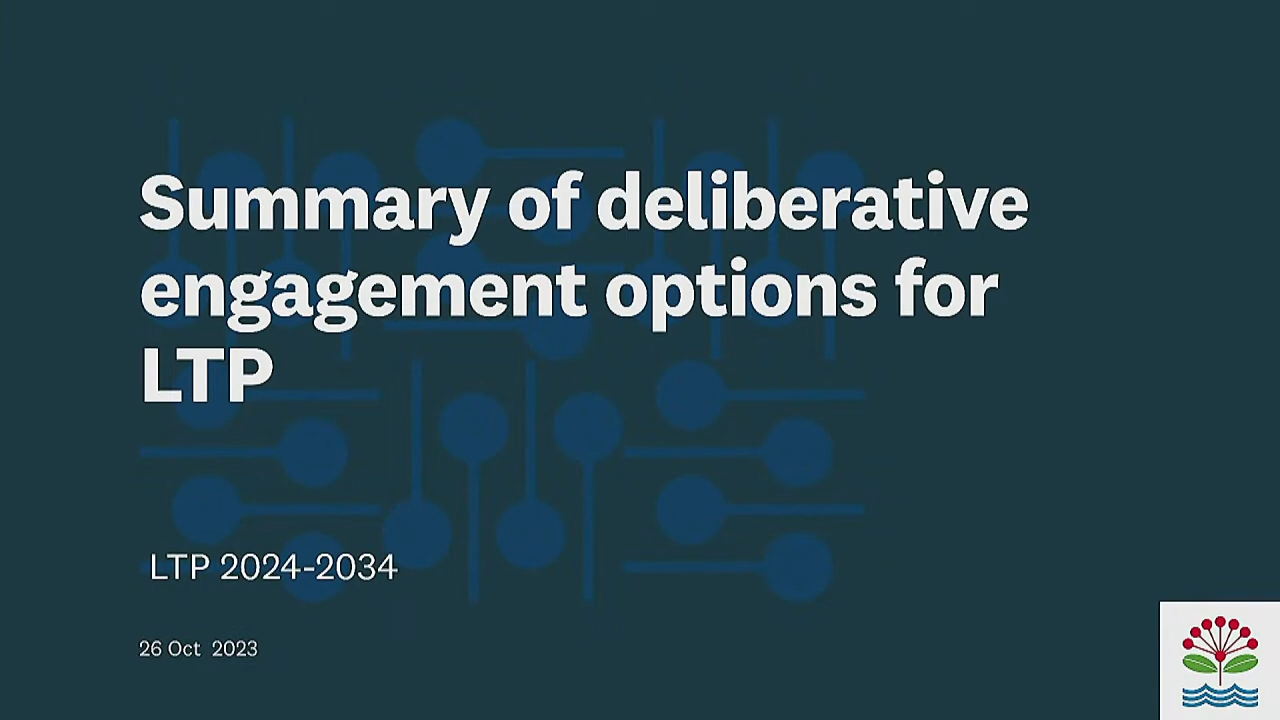 Summary of deliberative
engagement options for
LTP
LTP 2024-2034
26 Oct 2023